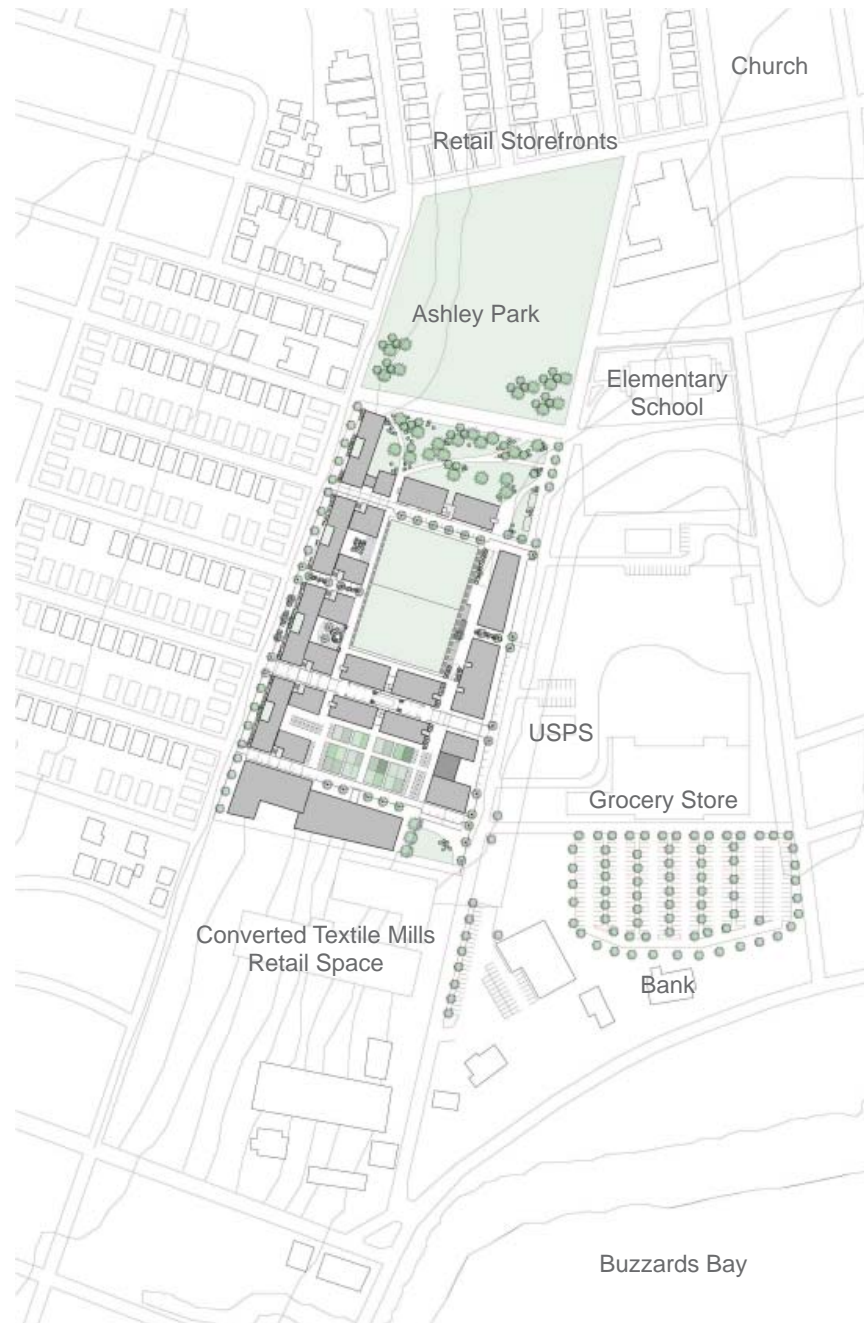 Church
Retail Storefronts
Ashley Park
Elementary
School
USPS
Grocery Store
Converted Textile Mills
Retail Space
Bank
Buzzards Bay